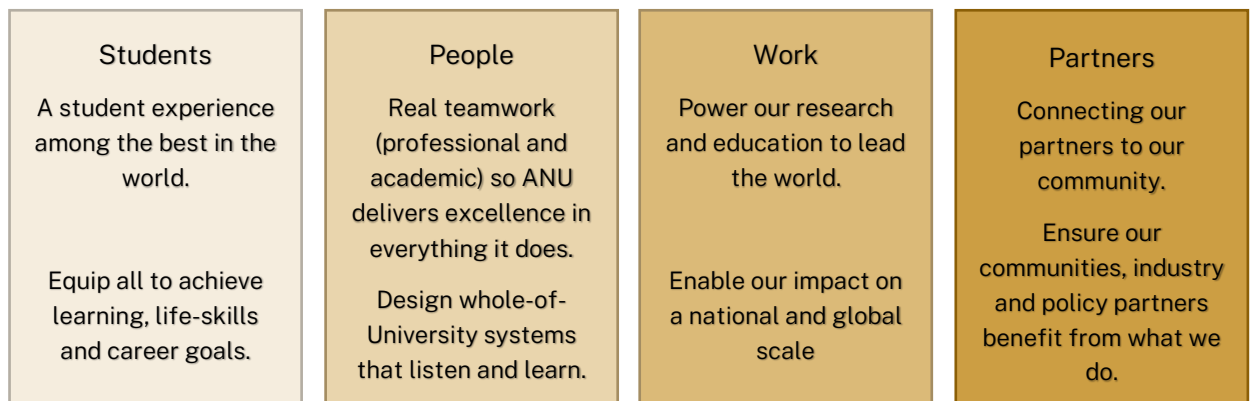 Students
A student experience
among the best in the
world.
Equip all to achieve
learning, life-skills
and career goals.
People
Real teamwork
(professional and
academic) so ANU
delivers excellence in
everything it does.
Design whole-of-
University systems
that listen and learn.
Work
Power our research
and education to lead
the world.
Enable our impact on
a national and global
scale
Partners
Connecting our
partners to our
community.
Ensure our
communities, industry
and policy partners
benefit from what we
do.